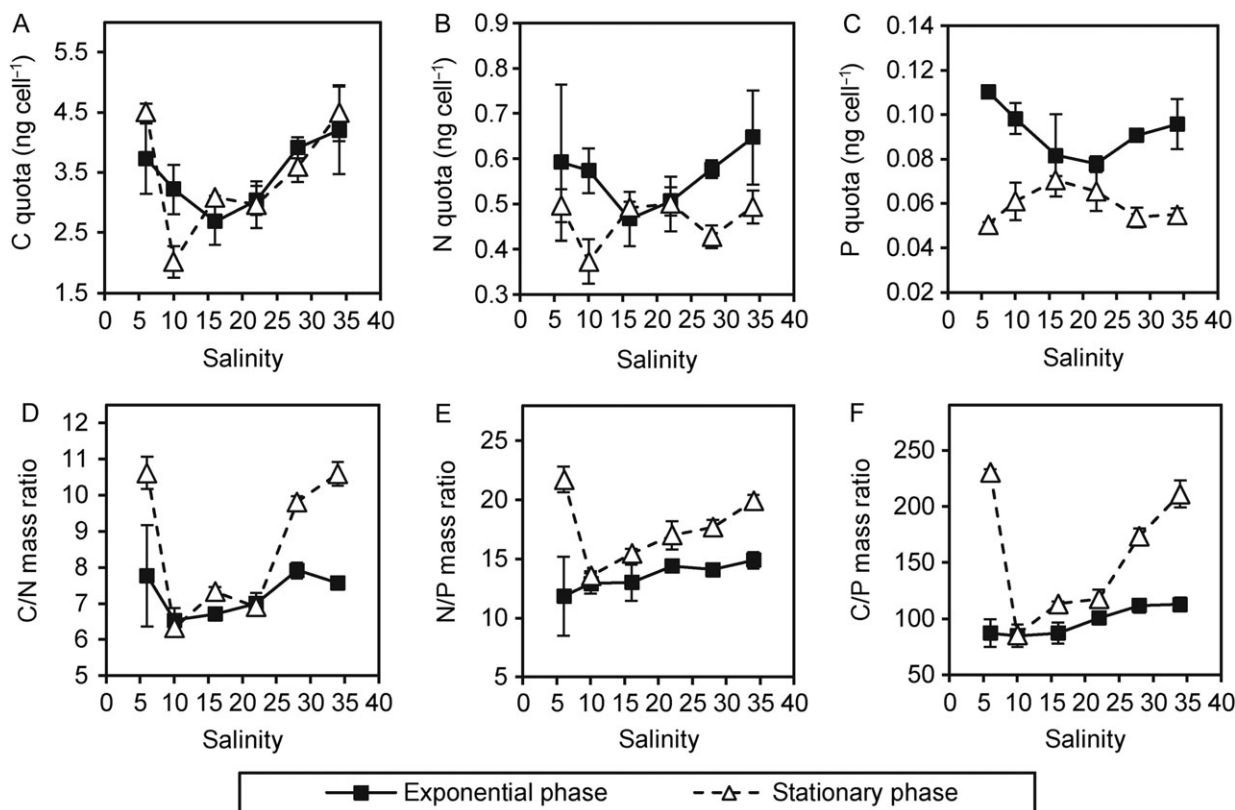 A
C quota (ng cell⁻¹)
5.5
4.5
3.5
2.5
1.5
0 5 10 15 20 25 30 35 40
Salinity
B
N quota (ng cell⁻¹)
0.9
0.8
0.7
0.6
0.5
0.4
0.3
0 5 10 15 20 25 30 35 40
Salinity
C
P quota (ng cell⁻¹)
0.14
0.12
0.10
0.08
0.06
0.04
0.02
0 5 10 15 20 25 30 35 40
Salinity
D
C/N mass ratio
12
11
10
9
8
7
6
5
0 5 10 15 20 25 30 35 40
Salinity
E
N/P mass ratio
25
20
15
10
5
0 5 10 15 20 25 30 35 40
Salinity
F
C/P mass ratio
250
200
150
100
50
0 5 10 15 20 25 30 35 40
Salinity
Exponential phase
Stationary phase